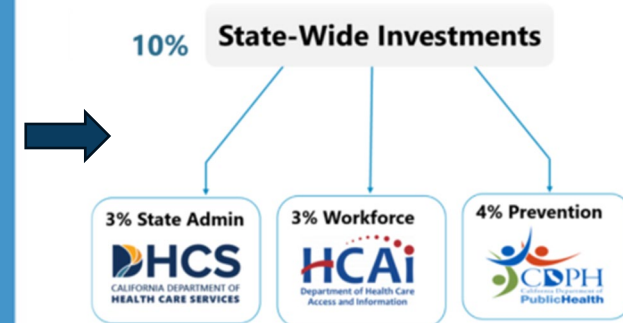 10%
State-Wide Investments
3% State Admin
DHCS
CALIFORNIA DEPARTMENT OF
HEALTH CARE SERVICES
3% Workforce
HCAi
Department of Health Care
Access and Information
4% Prevention
CDPH
California Department of
PublicHealth